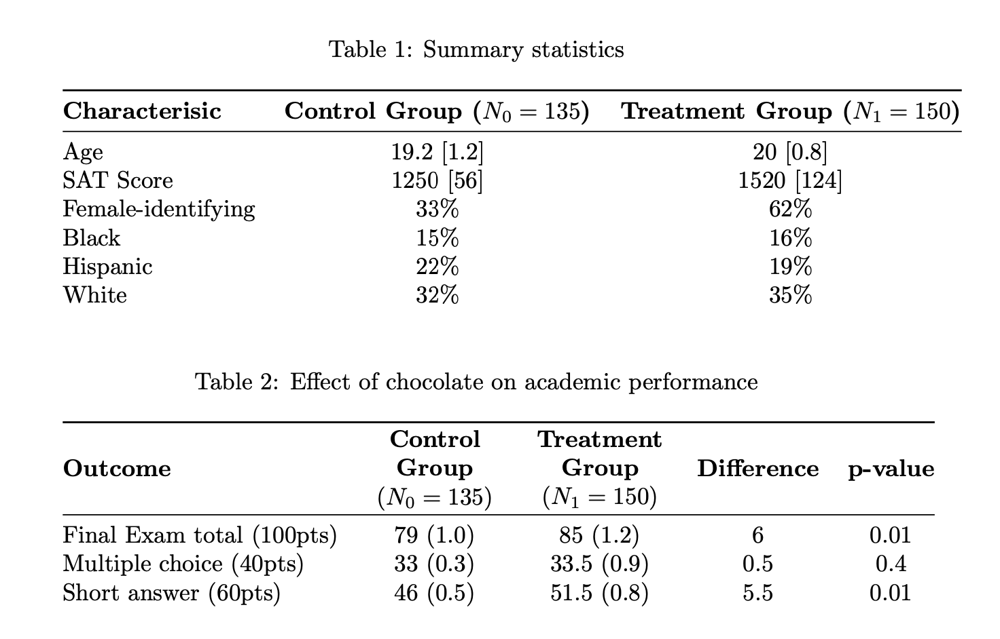 Table 1: Summary statistics
Characterisic Control Group (N₀ = 135) Treatment Group (N₁ = 150)
Age 19.2 [1.2] 20 [0.8]
SAT Score 1250 [56] 1520 [124]
Female-identifying 33% 62%
Black 15% 16%
Hispanic 22% 19%
White 32% 35%
Table 2: Effect of chocolate on academic performance
Control Treatment
Outcome Group Group Difference p-value
(N₀ = 135) (N₁ = 150)
Final Exam total (100pts) 79 (1.0) 85 (1.2) 6 0.01
Multiple choice (40pts) 33 (0.3) 33.5 (0.9) 0.5 0.4
Short answer (60pts) 46 (0.5) 51.5 (0.8) 5.5 0.01